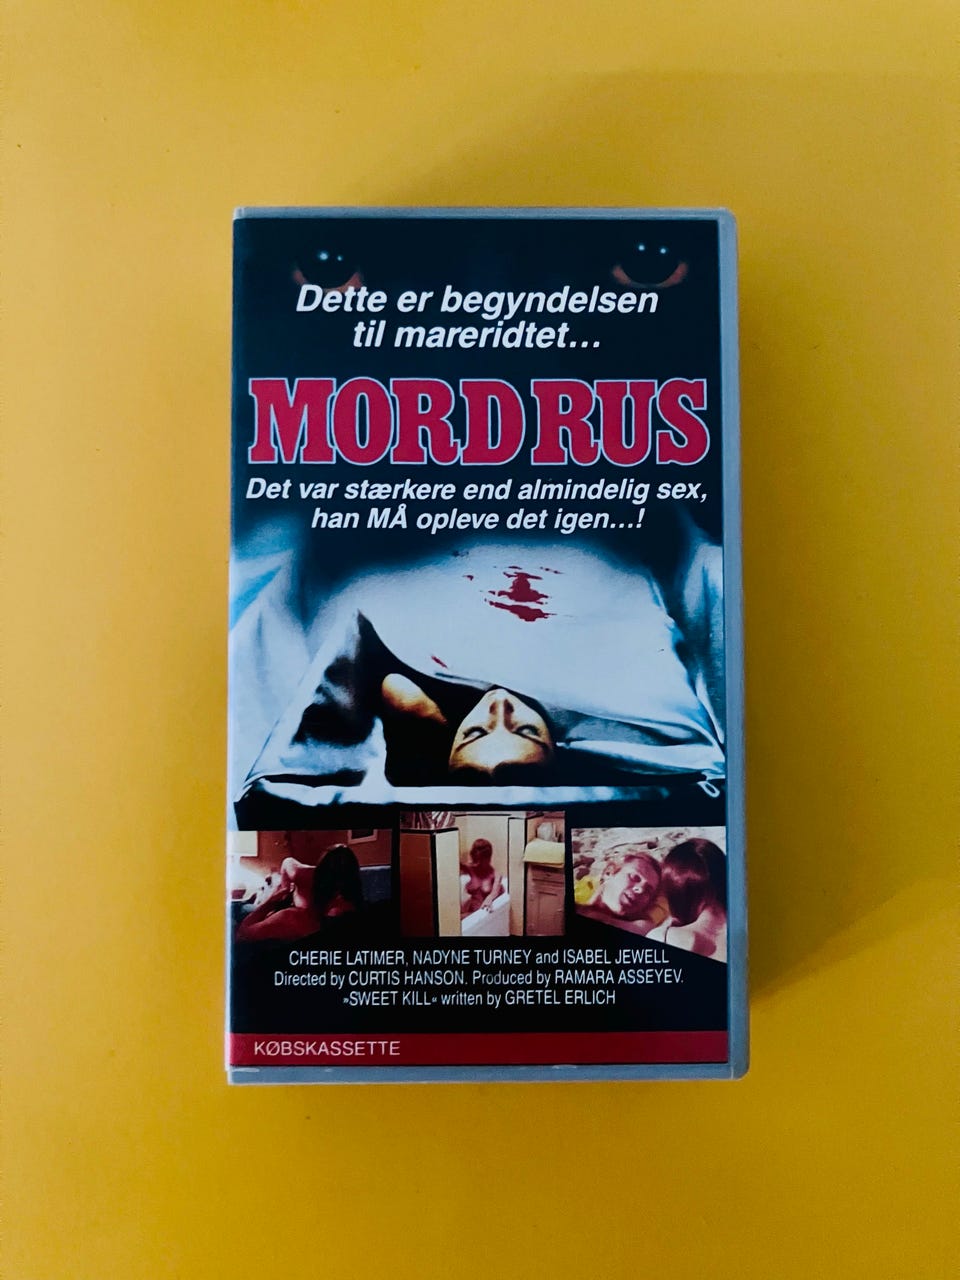 Dette er begyndelsen
til mareridtet...
MORDRUS
Det var stærkere end almindelig sex,
han MÅ opleve det igen...!
CHERIE LATIMER, NADYNE TURNEY and ISABEL JEWELL
Directed by CURTIS HANSON. Produced by RAMARA ASSEYEV.
»SWEET KILL« written by GRETEL ERLICH
KØBSKASSETTE